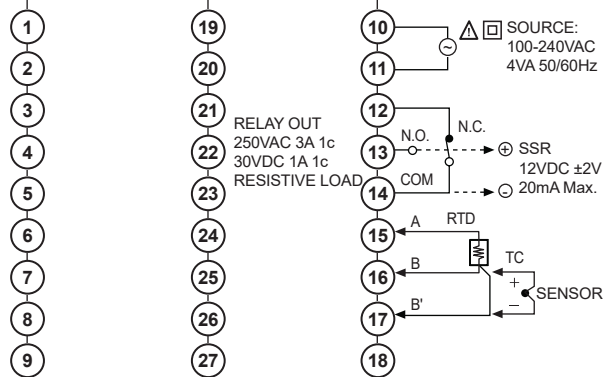 1 19 10 SOURCE:
100-240VAC
2 20 11 4VA 50/60Hz
3 21 12
RELAY OUT
250VAC 3A 1c
30VDC 1A 1c
RESISTIVE LOAD
N.O. N.C.
4 22 13 SSR
12VDC ±2V
20mA Max.
5 23 14 COM
6 24 15 A RTD
7 25 16 B TC
+
SENSOR
−
8 26 17 B'
9 27 18